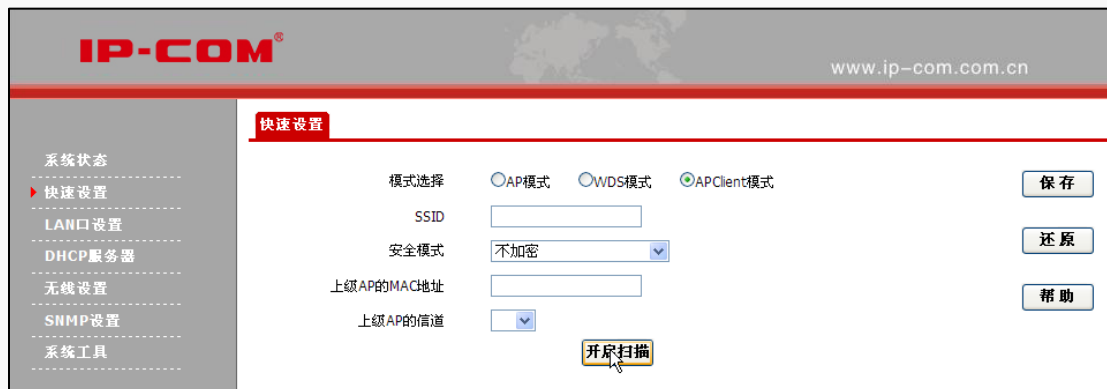 IP-COM®
www.ip-com.com.cn
快速设置
系统状态
快速设置
LAN口设置
DHCP服务器
无线设置
SNMP设置
系统工具
模式选择 AP模式 WDS模式 APClient模式
SSID
安全模式 不加密
上级AP的MAC地址
上级AP的信道
开启扫描
保存
还原
帮助